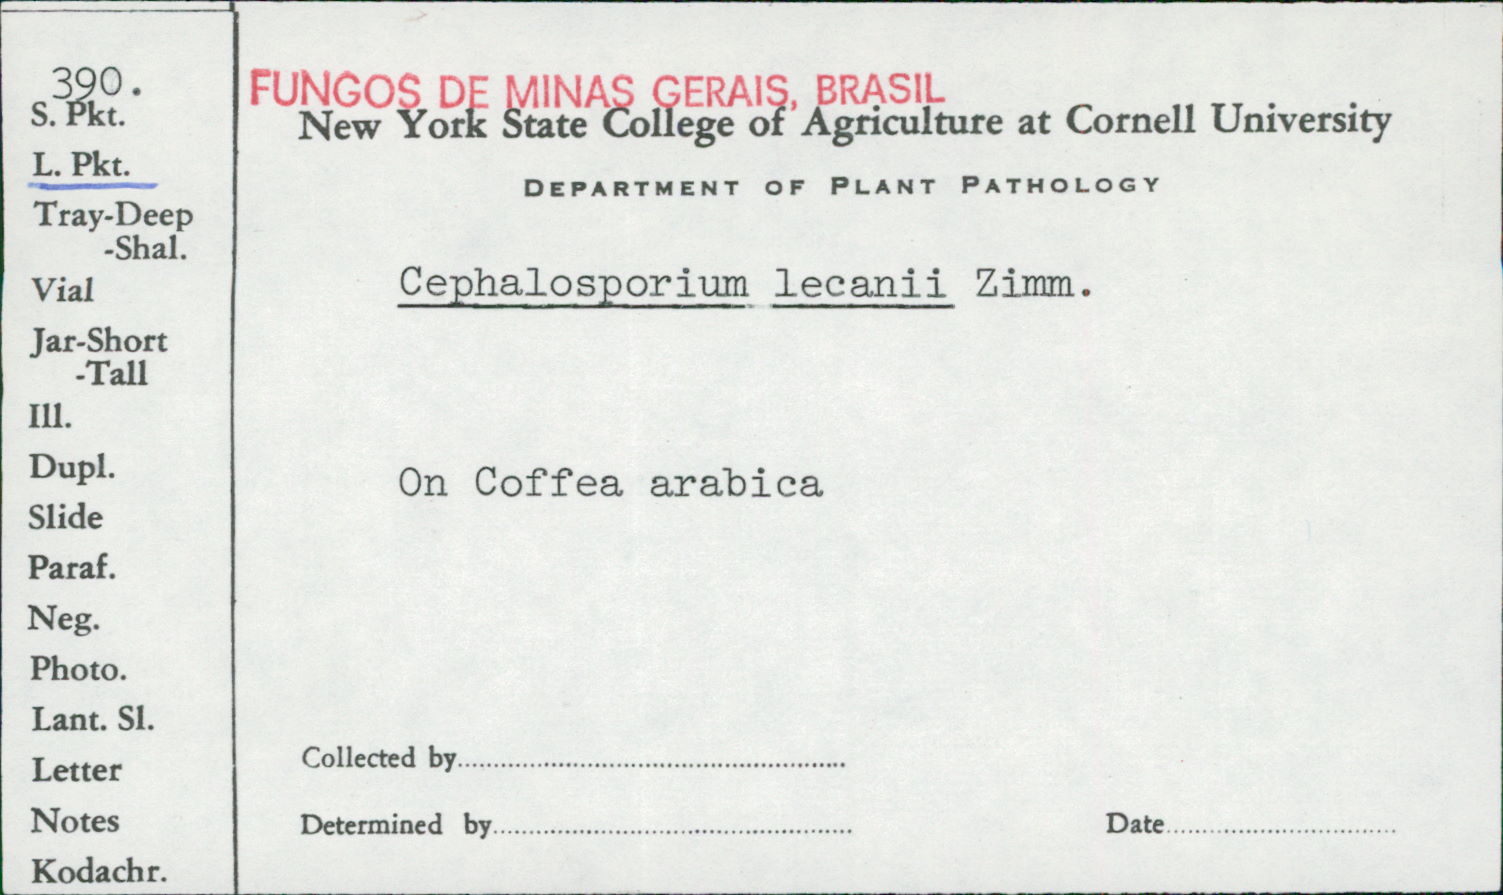 390.
S. Pkt.
L. Pkt.
Tray-Deep
-Shal.
Vial
Jar-Short
-Tall
Ill.
Dupl.
Slide
Paraf.
Neg.
Photo.
Lant. Sl.
Letter
Notes
Kodachr.
FUNGOS DE MINAS GERAIS, BRASIL
New York State College of Agriculture at Cornell University
DEPARTMENT OF PLANT PATHOLOGY
Cephalosporium lecanii Zimm.
On Coffea arabica
Collected by
Determined by
Date